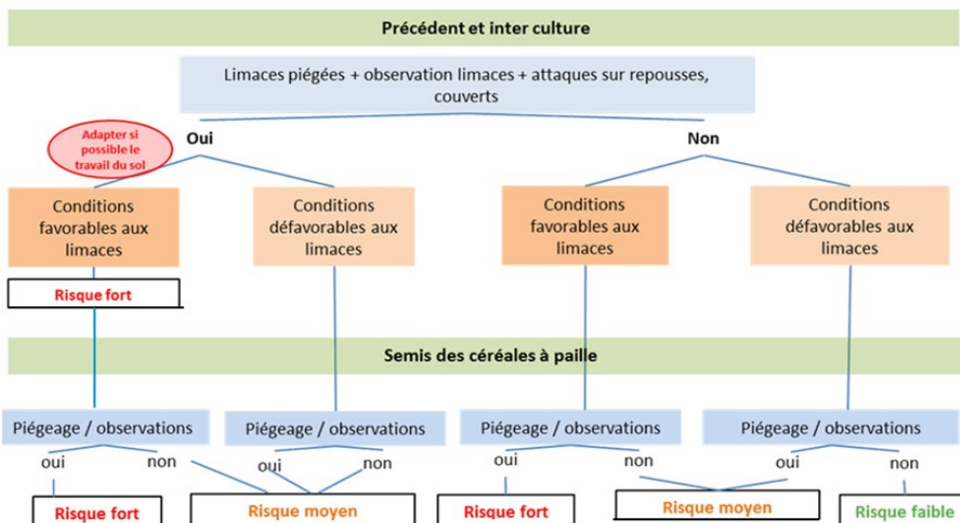 Précédent et inter culture
Limaces piégées + observation limaces + attaques sur repousses,
couverts
Adapter si
possible le
travail du sol
Oui
Non
Conditions
favorables aux
limaces
Conditions
défavorables aux
limaces
Conditions
favorables aux
limaces
Conditions
défavorables aux
limaces
Risque fort
Semis des céréales à paille
Piégeage / observations
Piégeage / observations
Piégeage / observations
Piégeage / observations
oui
non
oui
non
oui
non
oui
non
Risque fort
Risque moyen
Risque fort
Risque moyen
Risque faible